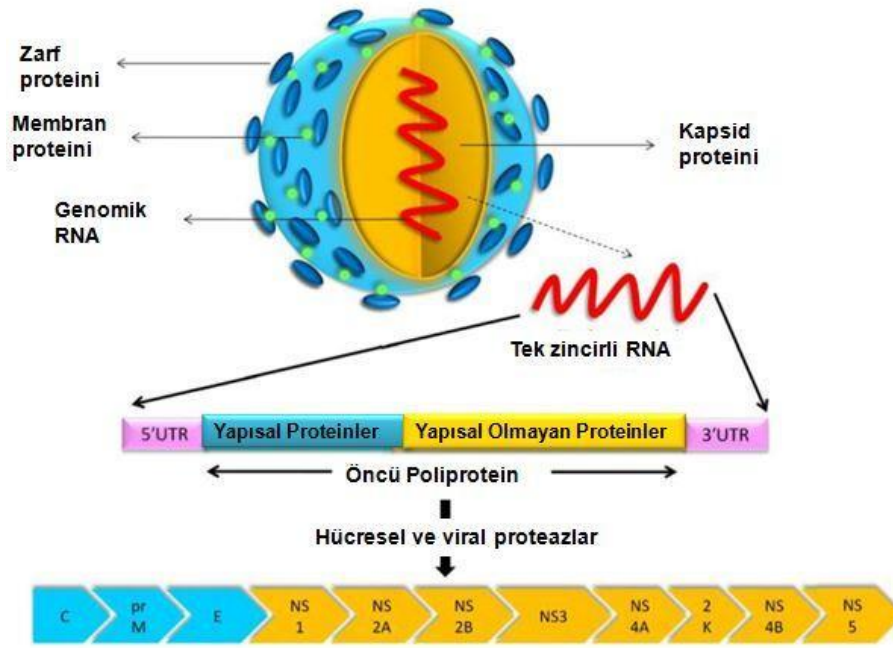 Zarf
proteini
Membran
proteini
Genomik
RNA
Kapsid
proteini
Tek zincirli RNA
5'UTR Yapısal Proteinler Yapısal Olmayan Proteinler 3'UTR
Öncü Poliprotein
Hücresel ve viral proteazlar
C
pr
M
E
NS
1
NS
2A
NS
2B
NS3
NS
4A
2
K
NS
4B
NS
5